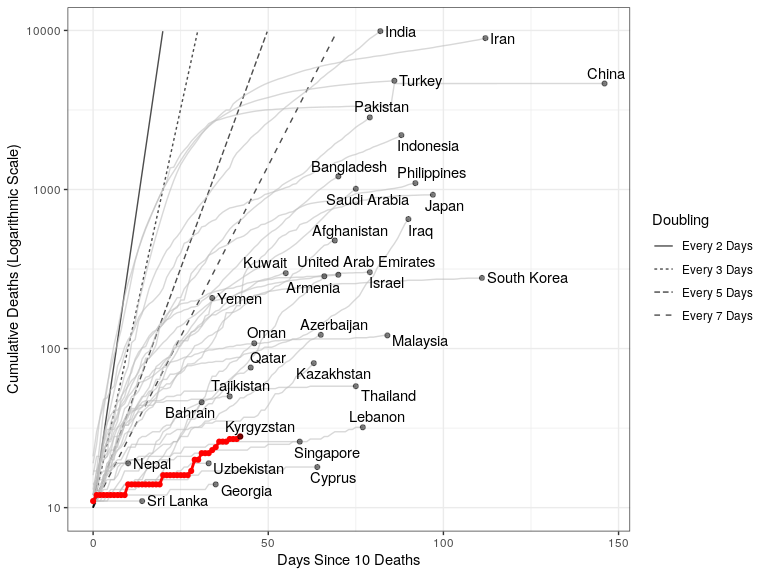 10000
1000
100
10
Cumulative Deaths (Logarithmic Scale)
India
Iran
China
Turkey
Pakistan
Indonesia
Bangladesh
Philippines
Saudi Arabia
Japan
Afghanistan
Iraq
Kuwait
United Arab Emirates
Armenia
Israel
South Korea
Yemen
Oman
Azerbaijan
Malaysia
Qatar
Kazakhstan
Tajikistan
Thailand
Bahrain
Lebanon
Kyrgyzstan
Singapore
Nepal
Uzbekistan
Cyprus
Georgia
Sri Lanka
0
50
100
150
Days Since 10 Deaths
Doubling
Every 2 Days
Every 3 Days
Every 5 Days
Every 7 Days